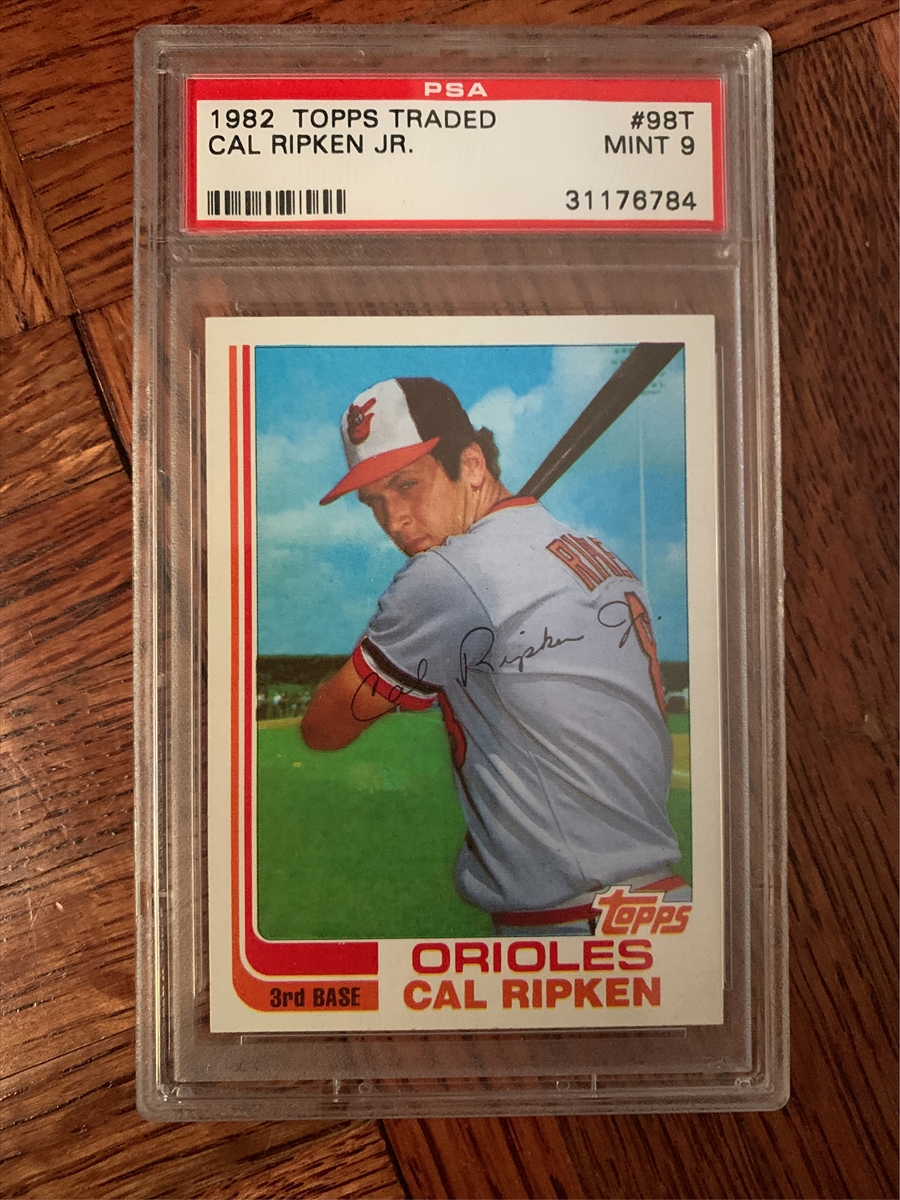 PSA
1982 TOPPS TRADED #98T
CAL RIPKEN JR. MINT 9
31176784
Cal Ripken Jr.
topps
ORIOLES
3rd BASE
CAL RIPKEN